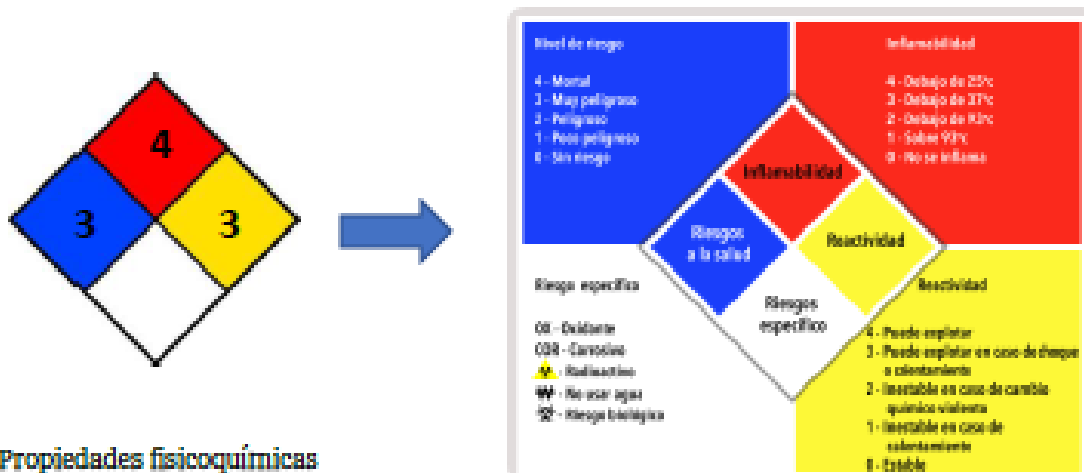 4
3
3
Propiedades fisicoquímicas
Nivel de riesgo
4 - Mortal
3 - Muy peligroso
2 - Peligroso
1 - Poco peligroso
0 - Sin riesgo
Inflamabilidad
4 - Debajo de 25°c
3 - Debajo de 37°c
2 - Debajo de 93°c
1 - Sobre 93°c
0 - No se inflama
Inflamabilidad
Riesgos
a la salud
Reactividad
Riesgos
específico
Riesgo específico
OX - Oxidante
COR - Corrosivo
- Radioactivo
W - No usar agua
- Riesgo biológico
Reactividad
4 - Puede explotar
3 - Puede explotar en caso de choque
o calentamiento
2 - Inestable en caso de cambio
químico violento
1 - Inestable en caso de
calentamiento
0 - Estable